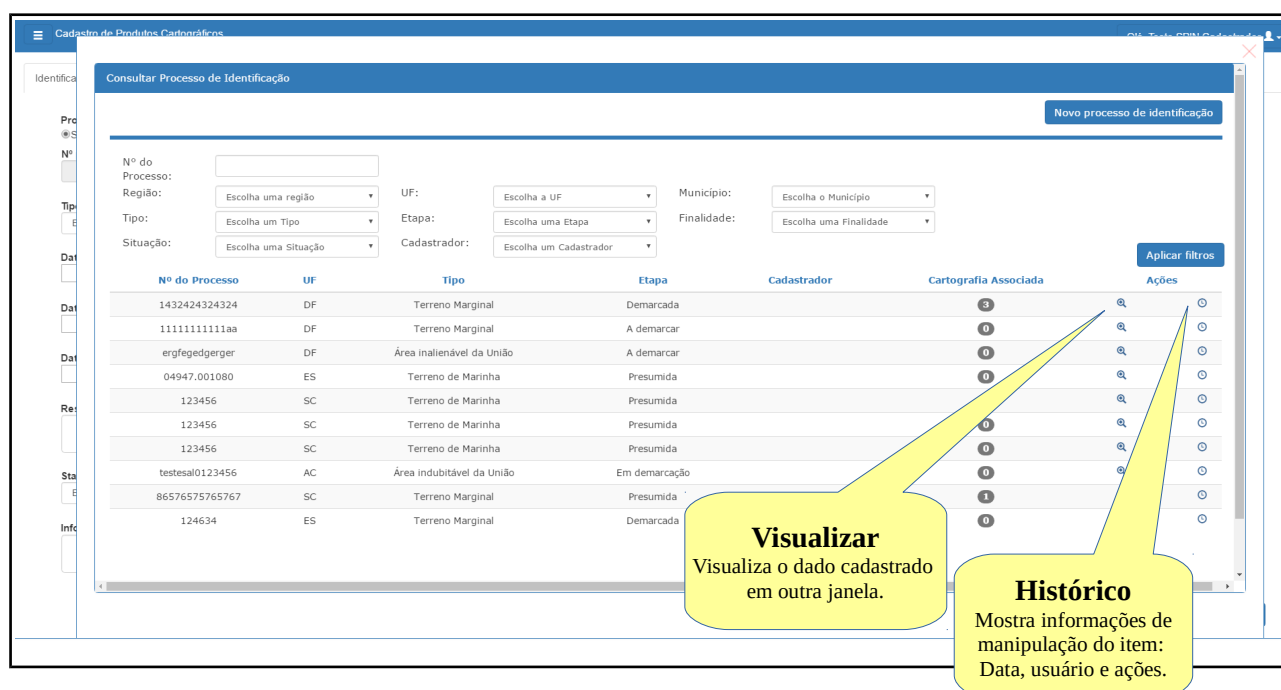 Cadastro de Produtos Cartográficos
Identifica
Consultar Processo de Identificação
Novo processo de identificação
Nº do
Processo:
Região: Escolha uma região UF: Escolha a UF Município: Escolha o Município
Tipo: Escolha um Tipo Etapa: Escolha uma Etapa Finalidade: Escolha uma Finalidade
Situação: Escolha uma Situação Cadastrador: Escolha um Cadastrador
Aplicar filtros
Nº do Processo UF Tipo Etapa Cadastrador Cartografia Associada Ações
1432424324324 DF Terreno Marginal Demarcada 3
11111111111aa DF Terreno Marginal A demarcar 0
ergfegedgerger DF Área inalienável da União A demarcar 0
04947.001080 ES Terreno de Marinha Presumida 0
123456 SC Terreno de Marinha Presumida
123456 SC Terreno de Marinha Presumida 0
123456 SC Terreno de Marinha Presumida 0
testesal0123456 AC Área indubitável da União Em demarcação 0
86576575765767 SC Terreno Marginal Presumida 1
124634 ES Terreno Marginal Demarcada 0
Visualizar
Visualiza o dado cadastrado
em outra janela.
Histórico
Mostra informações de
manipulação do item:
Data, usuário e ações.